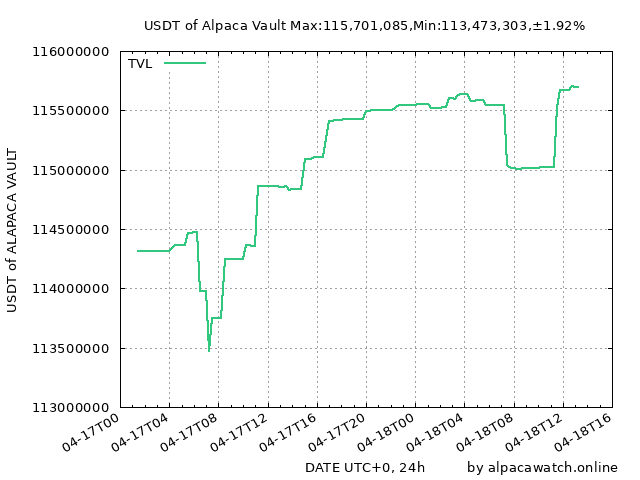 USDT of Alpaca Vault Max:115,701,085,Min:113,473,303,±1.92%
116000000
TVL
115500000
115000000
114500000
114000000
113500000
113000000
USDT of ALAPACA VAULT
04-17T00
04-17T04
04-17T08
04-17T12
04-17T16
04-17T20
04-18T00
04-18T04
04-18T08
04-18T12
04-18T16
DATE UTC+0, 24h
by alpacawatch.online